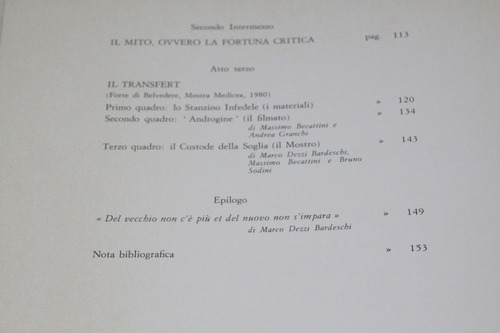 Secondo Intermezzo
IL MITO, OVVERO LA FORTUNA CRITICA pag. 113
Atto terzo
IL TRANSFERT
(Forte di Belvedere, Mostra Medicea, 1980)
Primo quadro: lo Stanzino Infedele (i materiali) » 120
Secondo quadro: ' Androgine ' (il filmato) » 134
di Massimo Becattini e
Andrea Granchi
Terzo quadro: il Custode della Soglia (il Mostro) » 143
di Marco Dezzi Bardeschi,
Massimo Becattini e Bruno
Sodini
Epilogo
« Del vecchio non c'è più et del nuovo non s'impara » » 149
di Marco Dezzi Bardeschi
Nota bibliografica » 153